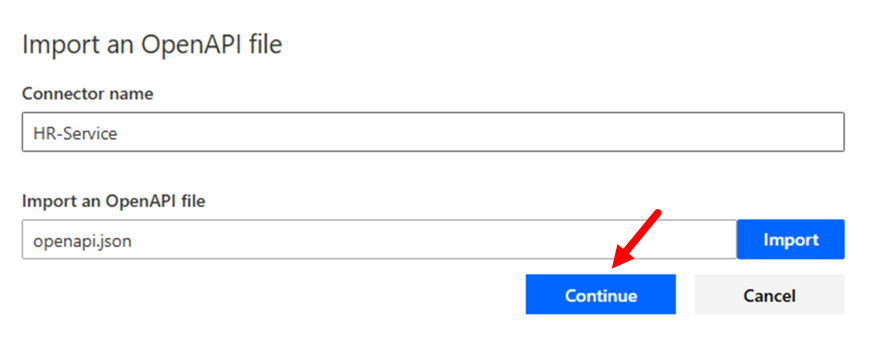 Import an OpenAPI file
Connector name
HR-Service
Import an OpenAPI file
openapi.json
Import
Continue
Cancel